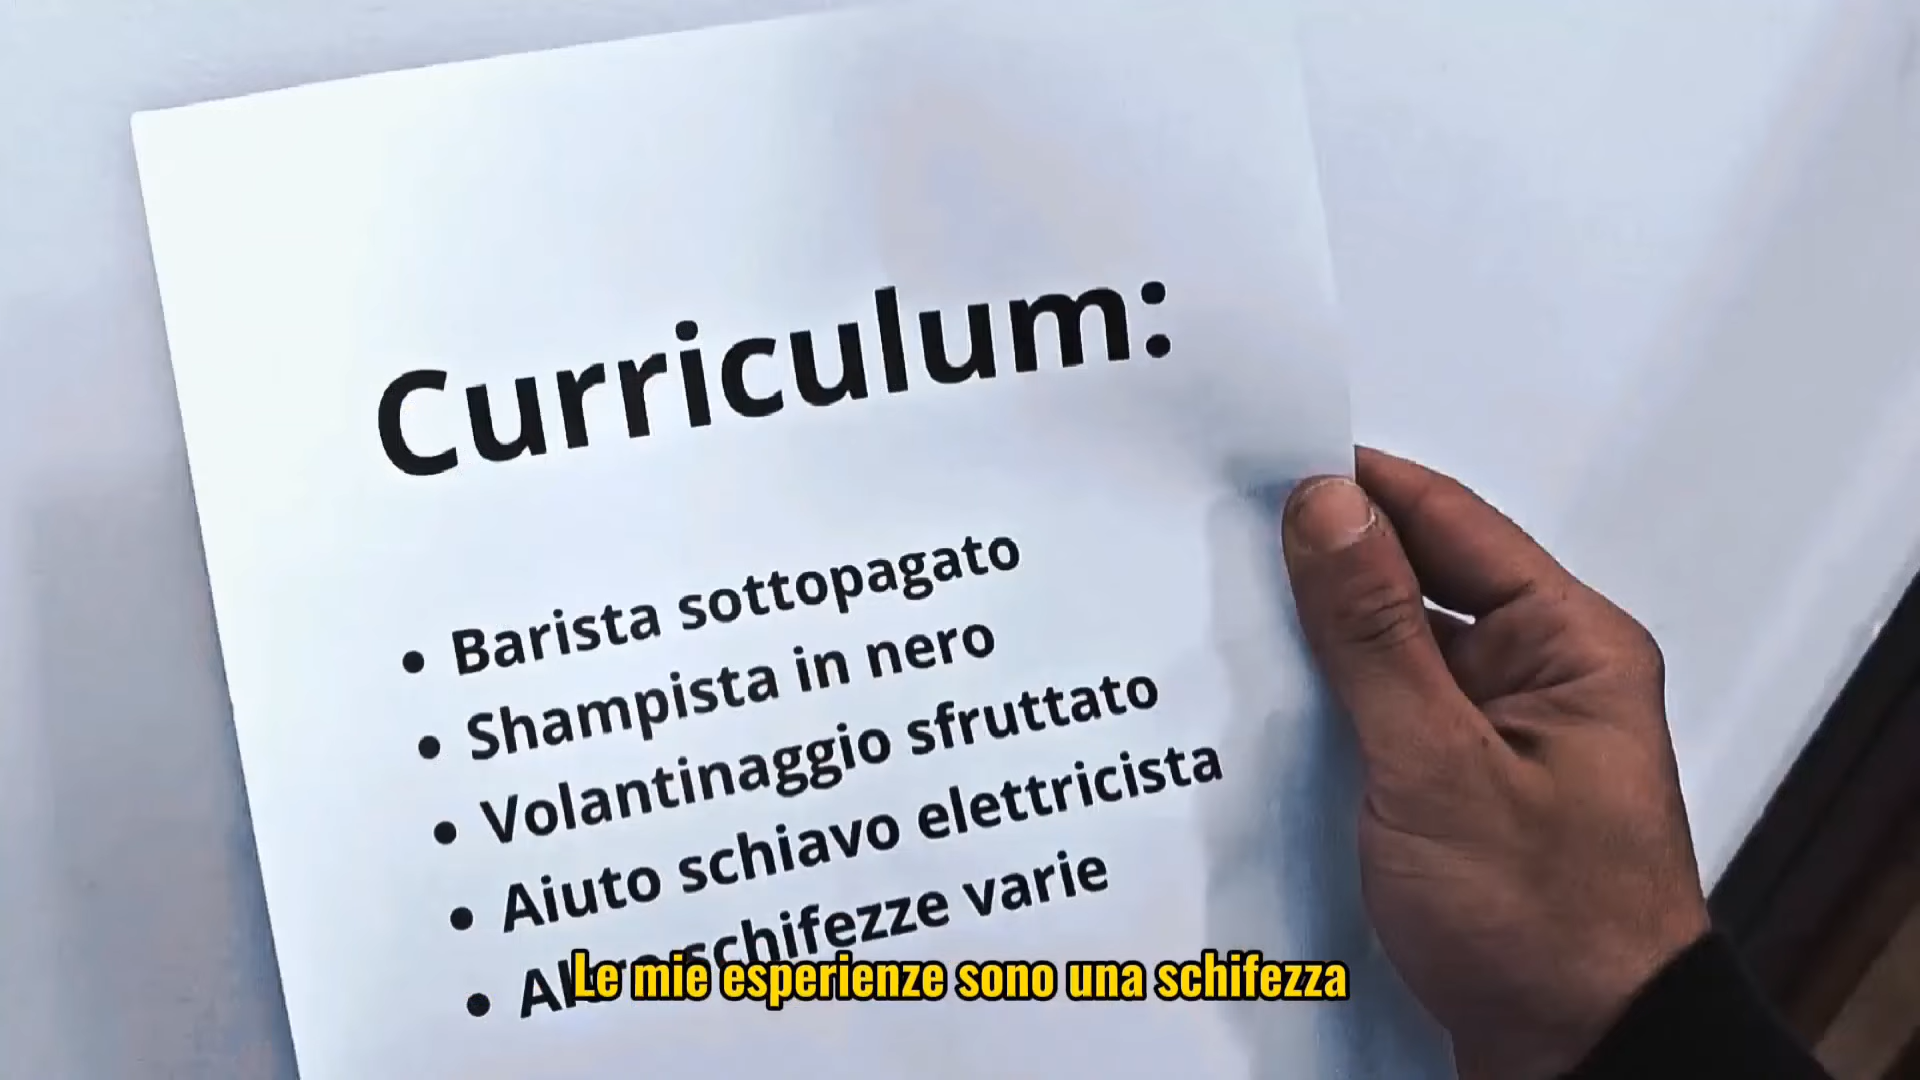 Curriculum:
• Barista sottopagato
• Shampista in nero
• Volantinaggio sfruttato
• Aiuto schiavo elettricista
• schifezze varie
Le mie esperienze sono una schifezza